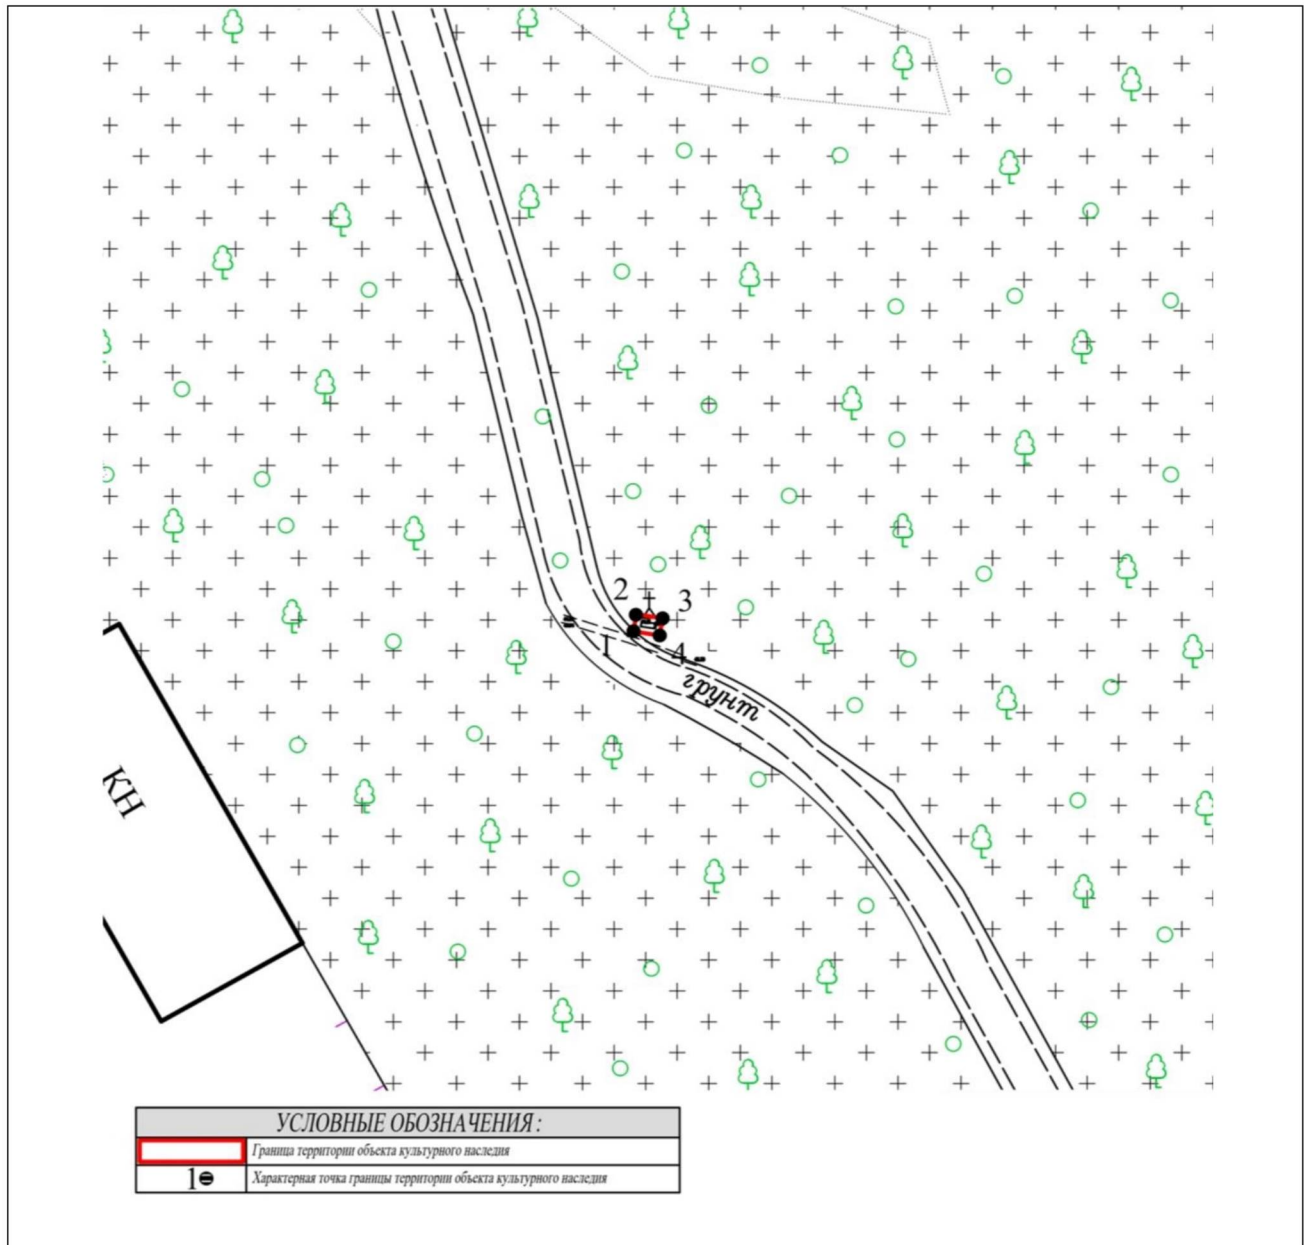 2
3
1
4
грунт
КН
УСЛОВНЫЕ ОБОЗНАЧЕНИЯ :
Граница территории объекта культурного наследия
1
Характерная точка границы территории объекта культурного наследия